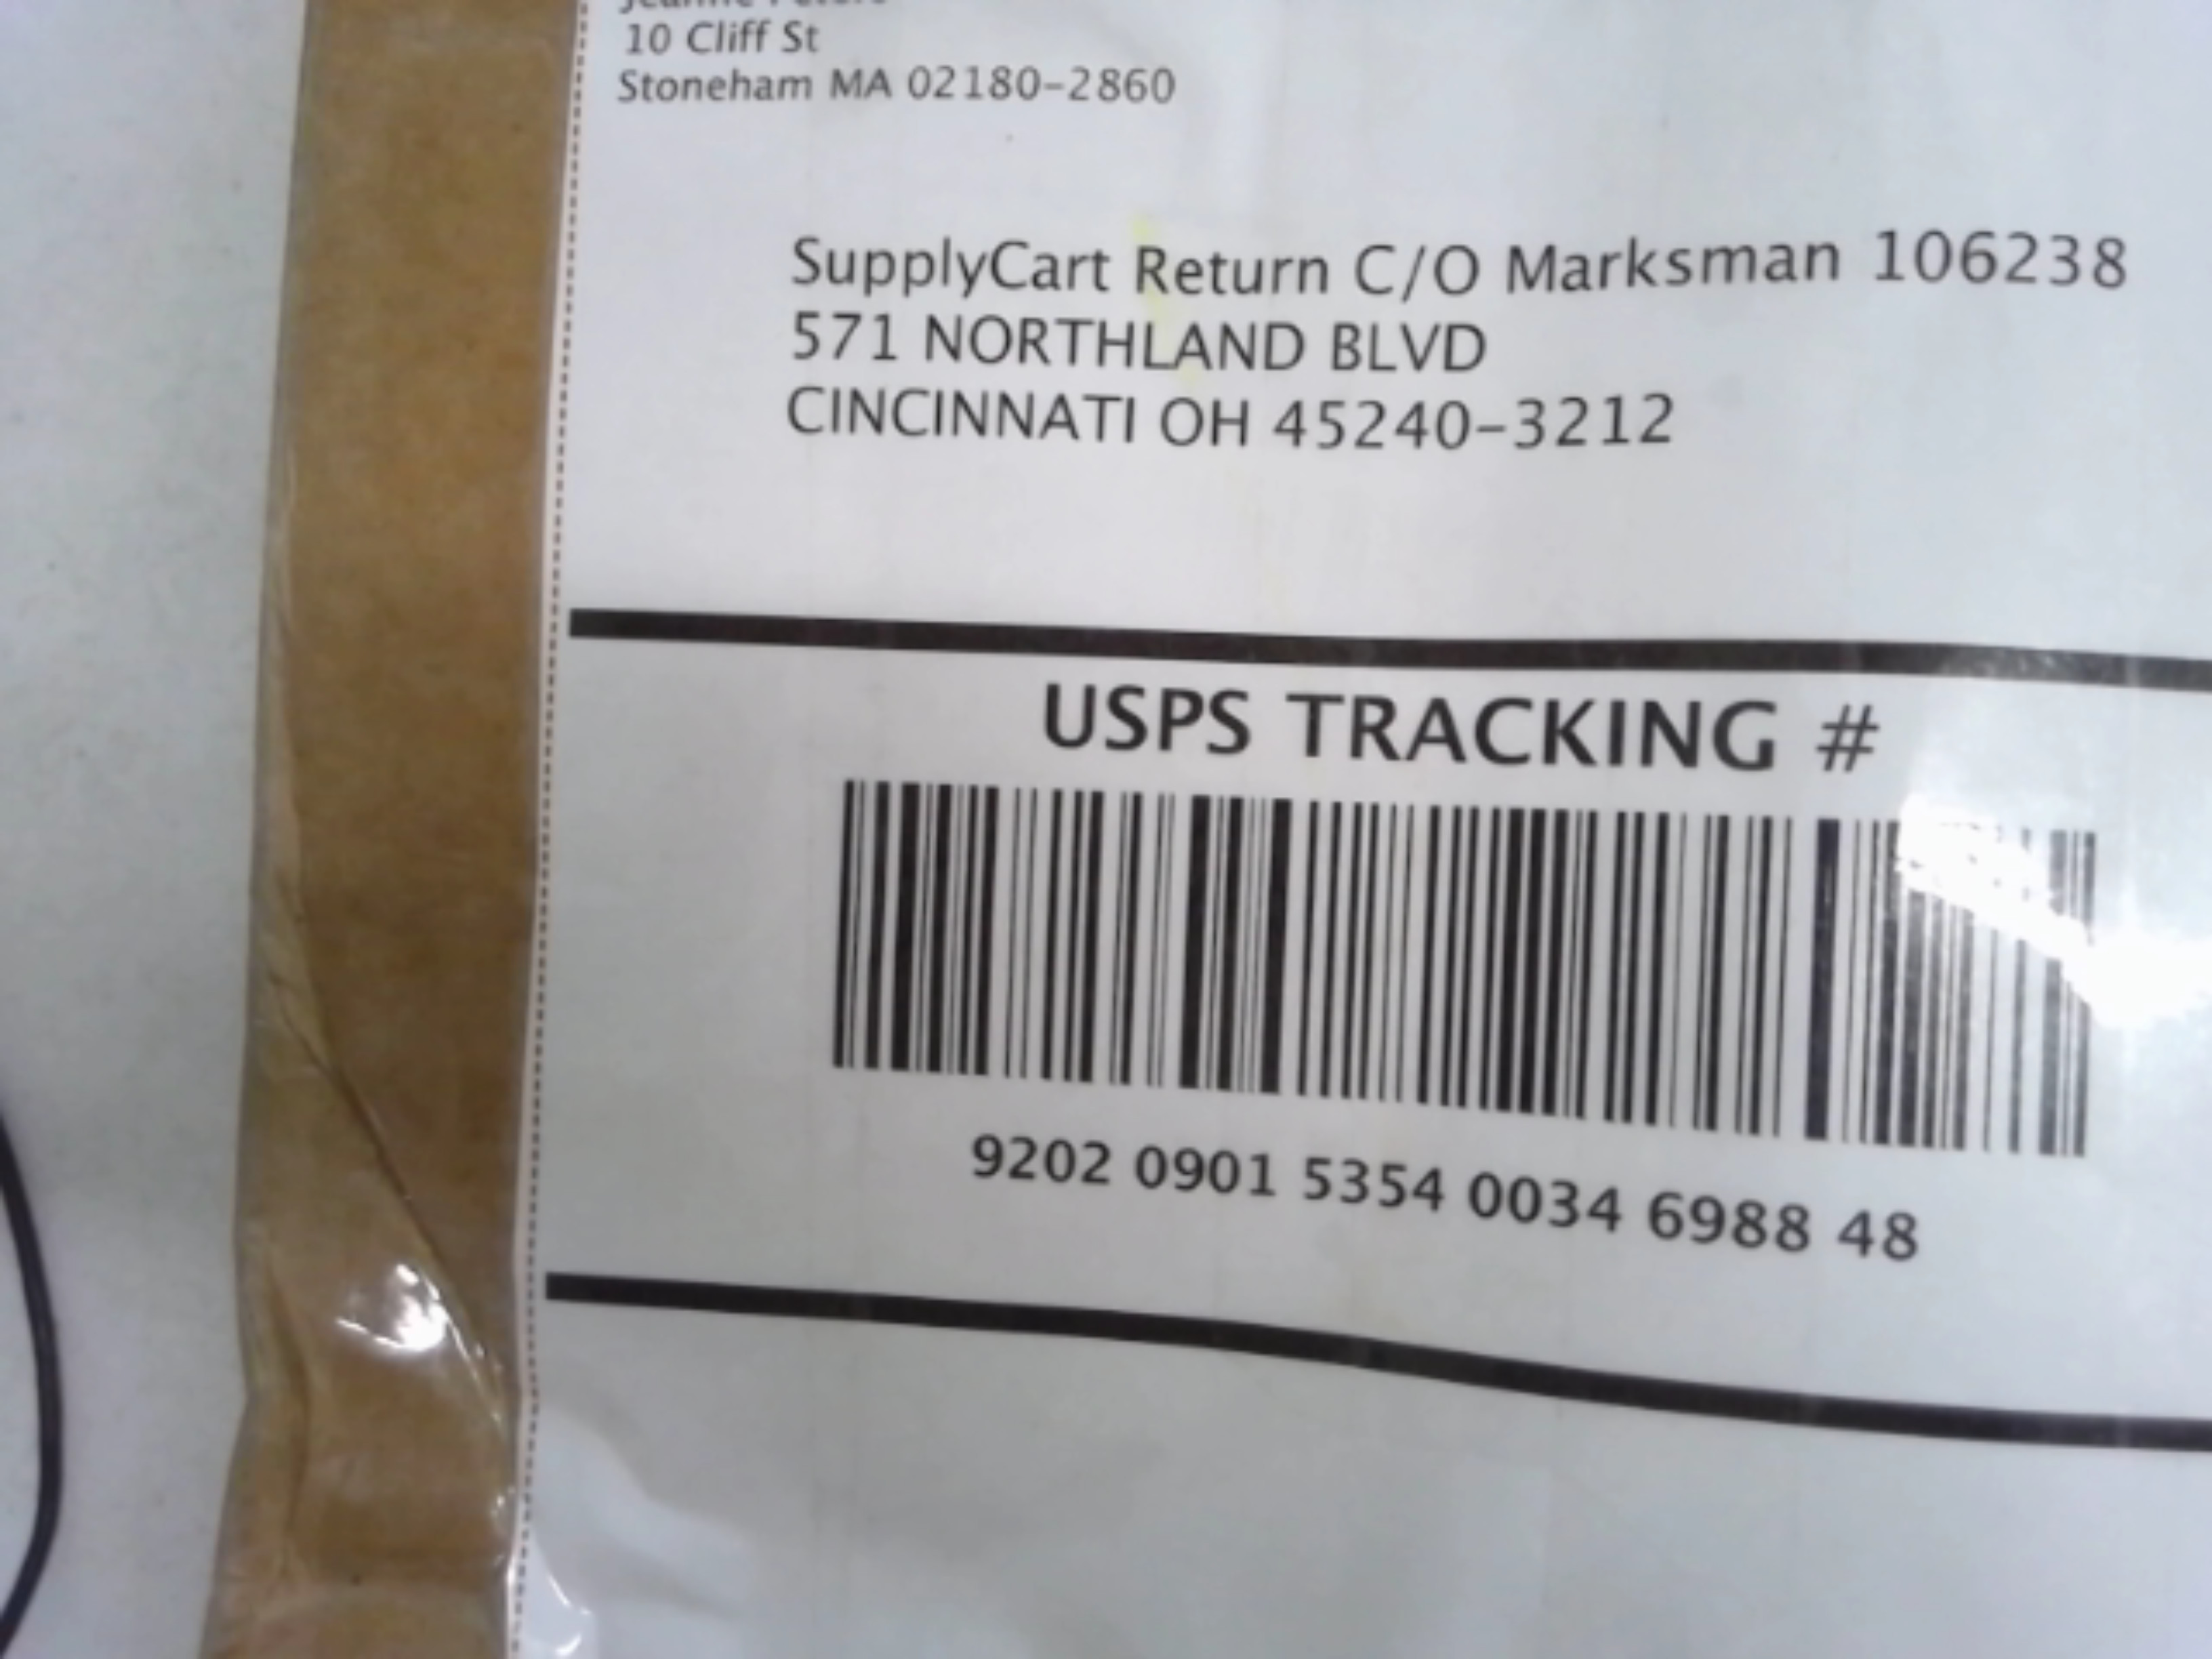 10 Cliff St
Stoneham MA 02180-2860
SupplyCart Return C/O Marksman 106238
571 NORTHLAND BLVD
CINCINNATI OH 45240-3212
USPS TRACKING #
9202 0901 5354 0034 6988 48